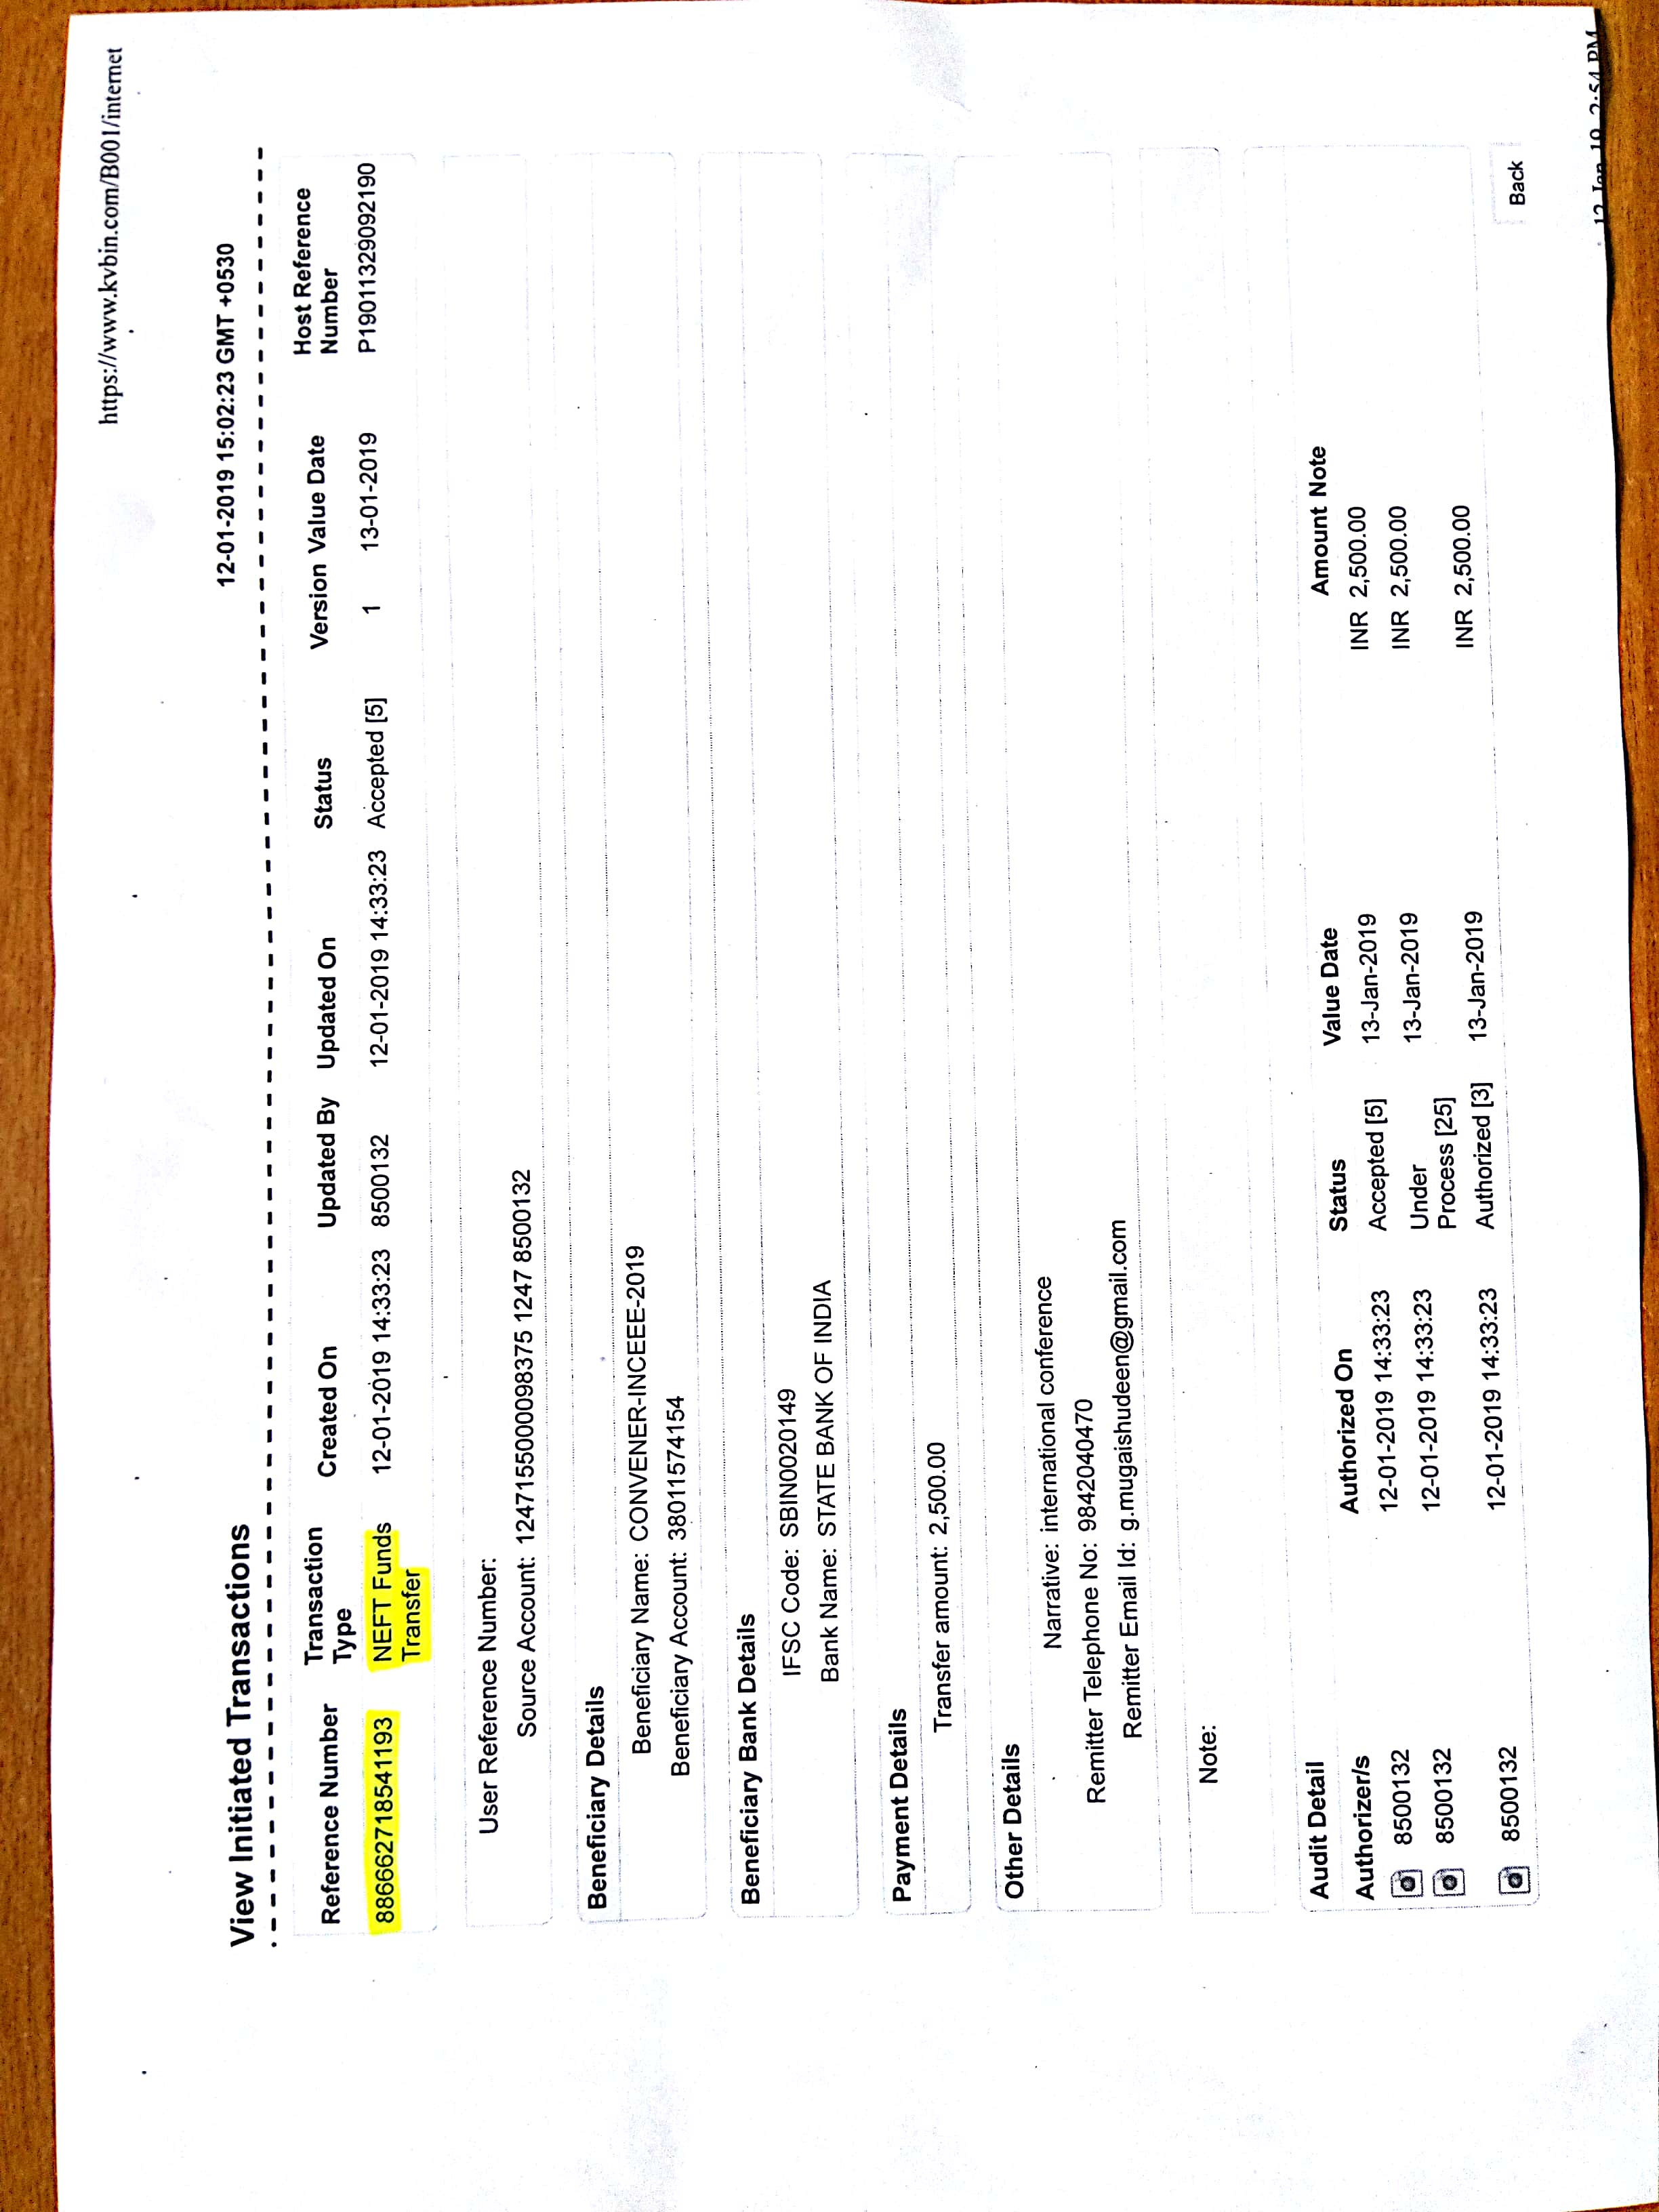 https://www.kvbin.com/B001/internet
12-01-2019 15:02:23 GMT +0530
View Initiated Transactions
Reference Number Transaction Type Created On Updated By Updated On Status Version Value Date Host Reference Number
886662718541193 NEFT Funds Transfer 12-01-2019 14:33:23 8500132 12-01-2019 14:33:23 Accepted [5] 1 13-01-2019 P19011329092190
User Reference Number:
Source Account: 1247155000098375 1247 8500132
Beneficiary Details
Beneficiary Name: CONVENER-INCEEE-2019
Beneficiary Account: 38011574154
Beneficiary Bank Details
IFSC Code: SBIN0020149
Bank Name: STATE BANK OF INDIA
Payment Details
Transfer amount: 2,500.00
Other Details
Narrative: international conference
Remitter Telephone No: 9842040470
Remitter Email Id: g.mugaishudeen@gmail.com
Note:
Audit Detail
Authorizer/s Authorized On Status Value Date Amount Note
8500132 12-01-2019 14:33:23 Accepted [5] 13-Jan-2019 INR 2,500.00
8500132 12-01-2019 14:33:23 Under Process [25] 13-Jan-2019 INR 2,500.00
8500132 12-01-2019 14:33:23 Authorized [3] 13-Jan-2019 INR 2,500.00
Back
12-Jan-19, 2:54 PM